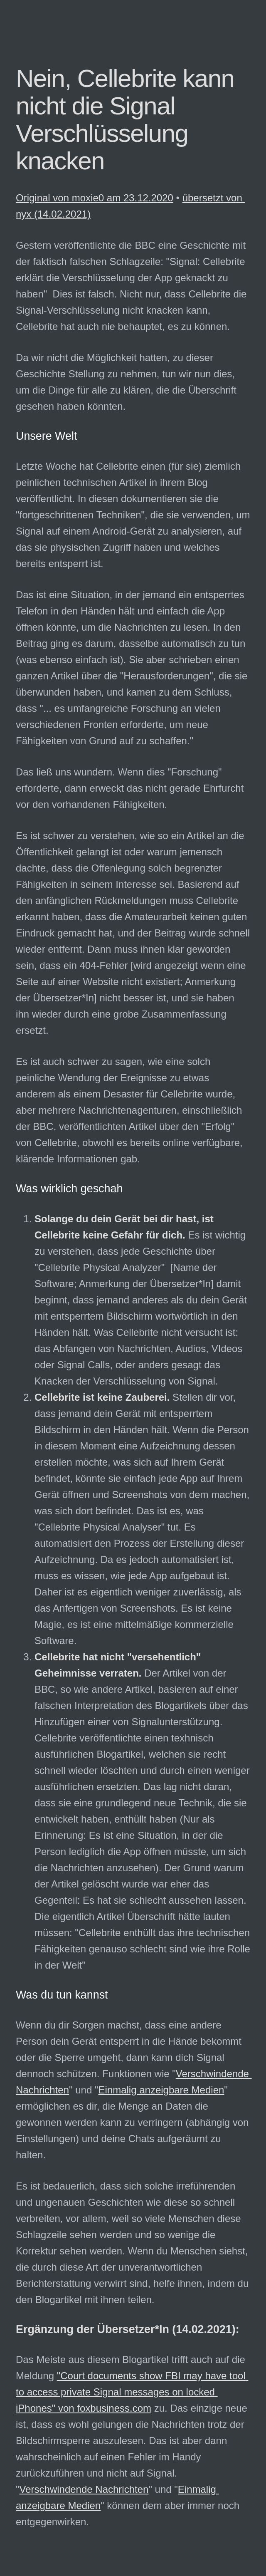 Nein, Cellebrite kann
nicht die Signal
Verschlüsselung
knacken
Original von moxie0 am 23.12.2020 • übersetzt von
nyx (14.02.2021)
Gestern veröffentlichte die BBC eine Geschichte mit
der faktisch falschen Schlagzeile: "Signal: Cellebrite
erklärt die Verschlüsselung der App geknackt zu
haben"  Dies ist falsch. Nicht nur, dass Cellebrite die
Signal-Verschlüsselung nicht knacken kann,
Cellebrite hat auch nie behauptet, es zu können.
Da wir nicht die Möglichkeit hatten, zu dieser
Geschichte Stellung zu nehmen, tun wir nun dies,
um die Dinge für alle zu klären, die die Überschrift
gesehen haben könnten.
Unsere Welt
Letzte Woche hat Cellebrite einen (für sie) ziemlich
peinlichen technischen Artikel in ihrem Blog
veröffentlicht. In diesen dokumentieren sie die
"fortgeschrittenen Techniken", die sie verwenden, um
Signal auf einem Android-Gerät zu analysieren, auf
das sie physischen Zugriff haben und welches
bereits entsperrt ist.
Das ist eine Situation, in der jemand ein entsperrtes
Telefon in den Händen hält und einfach die App
öffnen könnte, um die Nachrichten zu lesen. In den
Beitrag ging es darum, dasselbe automatisch zu tun
(was ebenso einfach ist). Sie aber schrieben einen
ganzen Artikel über die "Herausforderungen", die sie
überwunden haben, und kamen zu dem Schluss,
dass "... es umfangreiche Forschung an vielen
verschiedenen Fronten erforderte, um neue
Fähigkeiten von Grund auf zu schaffen."
Das ließ uns wundern. Wenn dies "Forschung"
erforderte, dann erweckt das nicht gerade Ehrfurcht
vor den vorhandenen Fähigkeiten.
Es ist schwer zu verstehen, wie so ein Artikel an die
Öffentlichkeit gelangt ist oder warum jemensch
dachte, dass die Offenlegung solch begrenzter
Fähigkeiten in seinem Interesse sei. Basierend auf
den anfänglichen Rückmeldungen muss Cellebrite
erkannt haben, dass die Amateurarbeit keinen guten
Eindruck gemacht hat, und der Beitrag wurde schnell
wieder entfernt. Dann muss ihnen klar geworden
sein, dass ein 404-Fehler [wird angezeigt wenn eine
Seite auf einer Website nicht existiert; Anmerkung
der Übersetzer*In] nicht besser ist, und sie haben
ihn wieder durch eine grobe Zusammenfassung
ersetzt.
Es ist auch schwer zu sagen, wie eine solch
peinliche Wendung der Ereignisse zu etwas
anderem als einem Desaster für Cellebrite wurde,
aber mehrere Nachrichtenagenturen, einschließlich
der BBC, veröffentlichten Artikel über den "Erfolg"
von Cellebrite, obwohl es bereits online verfügbare,
klärende Informationen gab.
Was wirklich geschah
1. Solange du dein Gerät bei dir hast, ist
Cellebrite keine Gefahr für dich. Es ist wichtig
zu verstehen, dass jede Geschichte über
"Cellebrite Physical Analyzer"  [Name der
Software; Anmerkung der Übersetzer*In] damit
beginnt, dass jemand anderes als du dein Gerät
mit entsperrtem Bildschirm wortwörtlich in den
Händen hält. Was Cellebrite nicht versucht ist:
das Abfangen von Nachrichten, Audios, VIdeos
oder Signal Calls, oder anders gesagt das
Knacken der Verschlüsselung von Signal.
2. Cellebrite ist keine Zauberei. Stellen dir vor,
dass jemand dein Gerät mit entsperrtem
Bildschirm in den Händen hält. Wenn die Person
in diesem Moment eine Aufzeichnung dessen
erstellen möchte, was sich auf Ihrem Gerät
befindet, könnte sie einfach jede App auf Ihrem
Gerät öffnen und Screenshots von dem machen,
was sich dort befindet. Das ist es, was
"Cellebrite Physical Analyser" tut. Es
automatisiert den Prozess der Erstellung dieser
Aufzeichnung. Da es jedoch automatisiert ist,
muss es wissen, wie jede App aufgebaut ist.
Daher ist es eigentlich weniger zuverlässig, als
das Anfertigen von Screenshots. Es ist keine
Magie, es ist eine mittelmäßige kommerzielle
Software.
3. Cellebrite hat nicht "versehentlich"
Geheimnisse verraten. Der Artikel von der
BBC, so wie andere Artikel, basieren auf einer
falschen Interpretation des Blogartikels über das
Hinzufügen einer von Signalunterstützung.
Cellebrite veröffentlichte einen texhnisch
ausführlichen Blogartikel, welchen sie recht
schnell wieder löschten und durch einen weniger
ausführlichen ersetzten. Das lag nicht daran,
dass sie eine grundlegend neue Technik, die sie
entwickelt haben, enthüllt haben (Nur als
Erinnerung: Es ist eine Situation, in der die
Person lediglich die App öffnen müsste, um sich
die Nachrichten anzusehen). Der Grund warum
der Artikel gelöscht wurde war eher das
Gegenteil: Es hat sie schlecht aussehen lassen.
Die eigentlich Artikel Überschrift hätte lauten
müssen: "Cellebrite enthüllt das ihre technischen
Fähigkeiten genauso schlecht sind wie ihre Rolle
in der Welt"
Was du tun kannst
Wenn du dir Sorgen machst, dass eine andere
Person dein Gerät entsperrt in die Hände bekommt
oder die Sperre umgeht, dann kann dich Signal
dennoch schützen. Funktionen wie "Verschwindende
Nachrichten" und "Einmalig anzeigbare Medien"
ermöglichen es dir, die Menge an Daten die
gewonnen werden kann zu verringern (abhängig von
Einstellungen) und deine Chats aufgeräumt zu
halten.
Es ist bedauerlich, dass sich solche irreführenden
und ungenauen Geschichten wie diese so schnell
verbreiten, vor allem, weil so viele Menschen diese
Schlagzeile sehen werden und so wenige die
Korrektur sehen werden. Wenn du Menschen siehst,
die durch diese Art der unverantwortlichen
Berichterstattung verwirrt sind, helfe ihnen, indem du
den Blogartikel mit ihnen teilen.
Ergänzung der Übersetzer*In (14.02.2021):
Das Meiste aus diesem Blogartikel trifft auch auf die
Meldung "Court documents show FBI may have tool
to access private Signal messages on locked
iPhones" von foxbusiness.com zu. Das einzige neue
ist, dass es wohl gelungen die Nachrichten trotz der
Bildschirmsperre auszulesen. Das ist aber dann
wahrscheinlich auf einen Fehler im Handy
zurückzuführen und nicht auf Signal.
"Verschwindende Nachrichten" und "Einmalig
anzeigbare Medien" können dem aber immer noch
entgegenwirken.